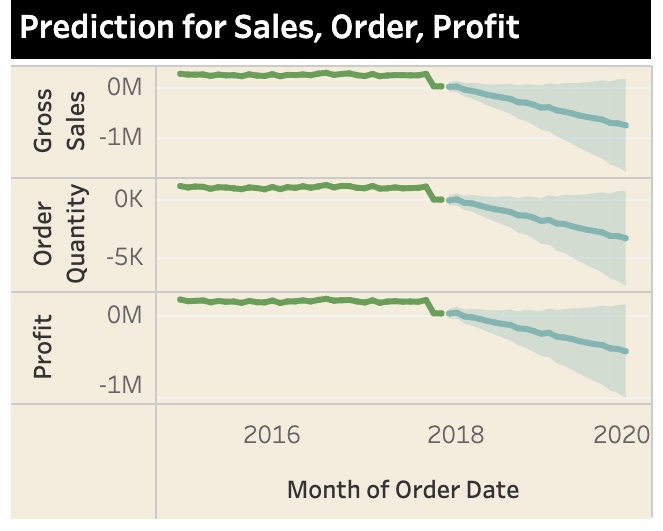 Prediction for Sales, Order, Profit
Gross
Sales
0M
-1M
Order
Quantity
0K
-5K
Profit
0M
-1M
2016
2018
2020
Month of Order Date